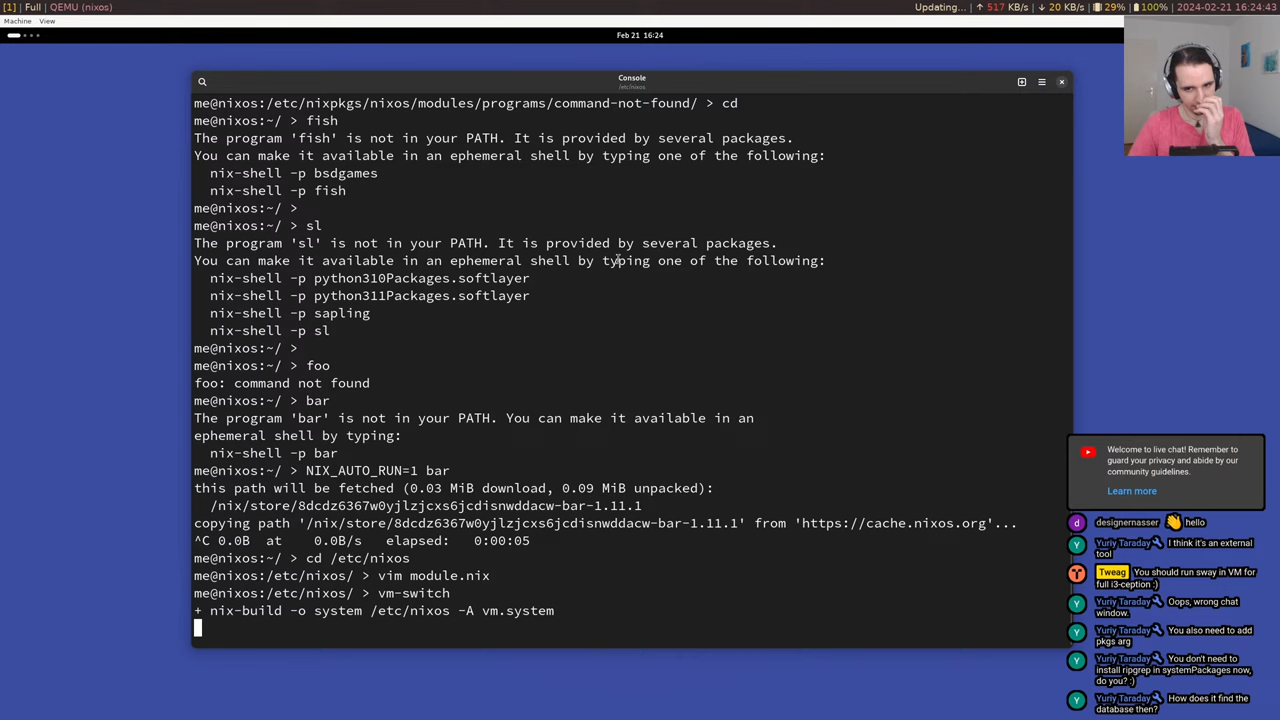 [1] | Full | QEMU (nixos)
Updating... | ↑ 517 KB/s | ↓ 20 KB/s | 29% | 100% | 2024-02-21 16:24:43
Machine View
Feb 21 16:24
Console
/etc/nixos
me@nixos:/etc/nixpkgs/nixos/modules/programs/command-not-found/ > cd
me@nixos:~/ > fish
The program 'fish' is not in your PATH. It is provided by several packages.
You can make it available in an ephemeral shell by typing one of the following:
nix-shell -p bsdgames
nix-shell -p fish
me@nixos:~/ >
me@nixos:~/ > sl
The program 'sl' is not in your PATH. It is provided by several packages.
You can make it available in an ephemeral shell by typing one of the following:
nix-shell -p python310Packages.softlayer
nix-shell -p python311Packages.softlayer
nix-shell -p sapling
nix-shell -p sl
me@nixos:~/ >
me@nixos:~/ > foo
foo: command not found
me@nixos:~/ > bar
The program 'bar' is not in your PATH. You can make it available in an
ephemeral shell by typing:
nix-shell -p bar
me@nixos:~/ > NIX_AUTO_RUN=1 bar
this path will be fetched (0.03 MiB download, 0.09 MiB unpacked):
/nix/store/8dcdz6367w0yjlzjcxs6jcdisnwddacw-bar-1.11.1
copying path '/nix/store/8dcdz6367w0yjlzjcxs6jcdisnwddacw-bar-1.11.1' from 'https://cache.nixos.org'...
^C 0.0B at 0.0B/s elapsed: 0:00:05
me@nixos:~/ > cd /etc/nixos
me@nixos:/etc/nixos/ > vim module.nix
me@nixos:/etc/nixos/ > vm-switch
+ nix-build -o system /etc/nixos -A vm.system
Welcome to live chat! Remember to
guard your privacy and abide by our
community guidelines.
Learn more
d designernasser 👋 hello
Y Yuriy Taraday I think it's an external
tool
Tweag You should run sway in VM for
full i3-ception :)
Y Yuriy Taraday Oops, wrong chat
window.
Y Yuriy Taraday You also need to add
pkgs arg
Y Yuriy Taraday You don't need to
install ripgrep in systemPackages now,
do you? ;)
Y Yuriy Taraday How does it find the
database then?